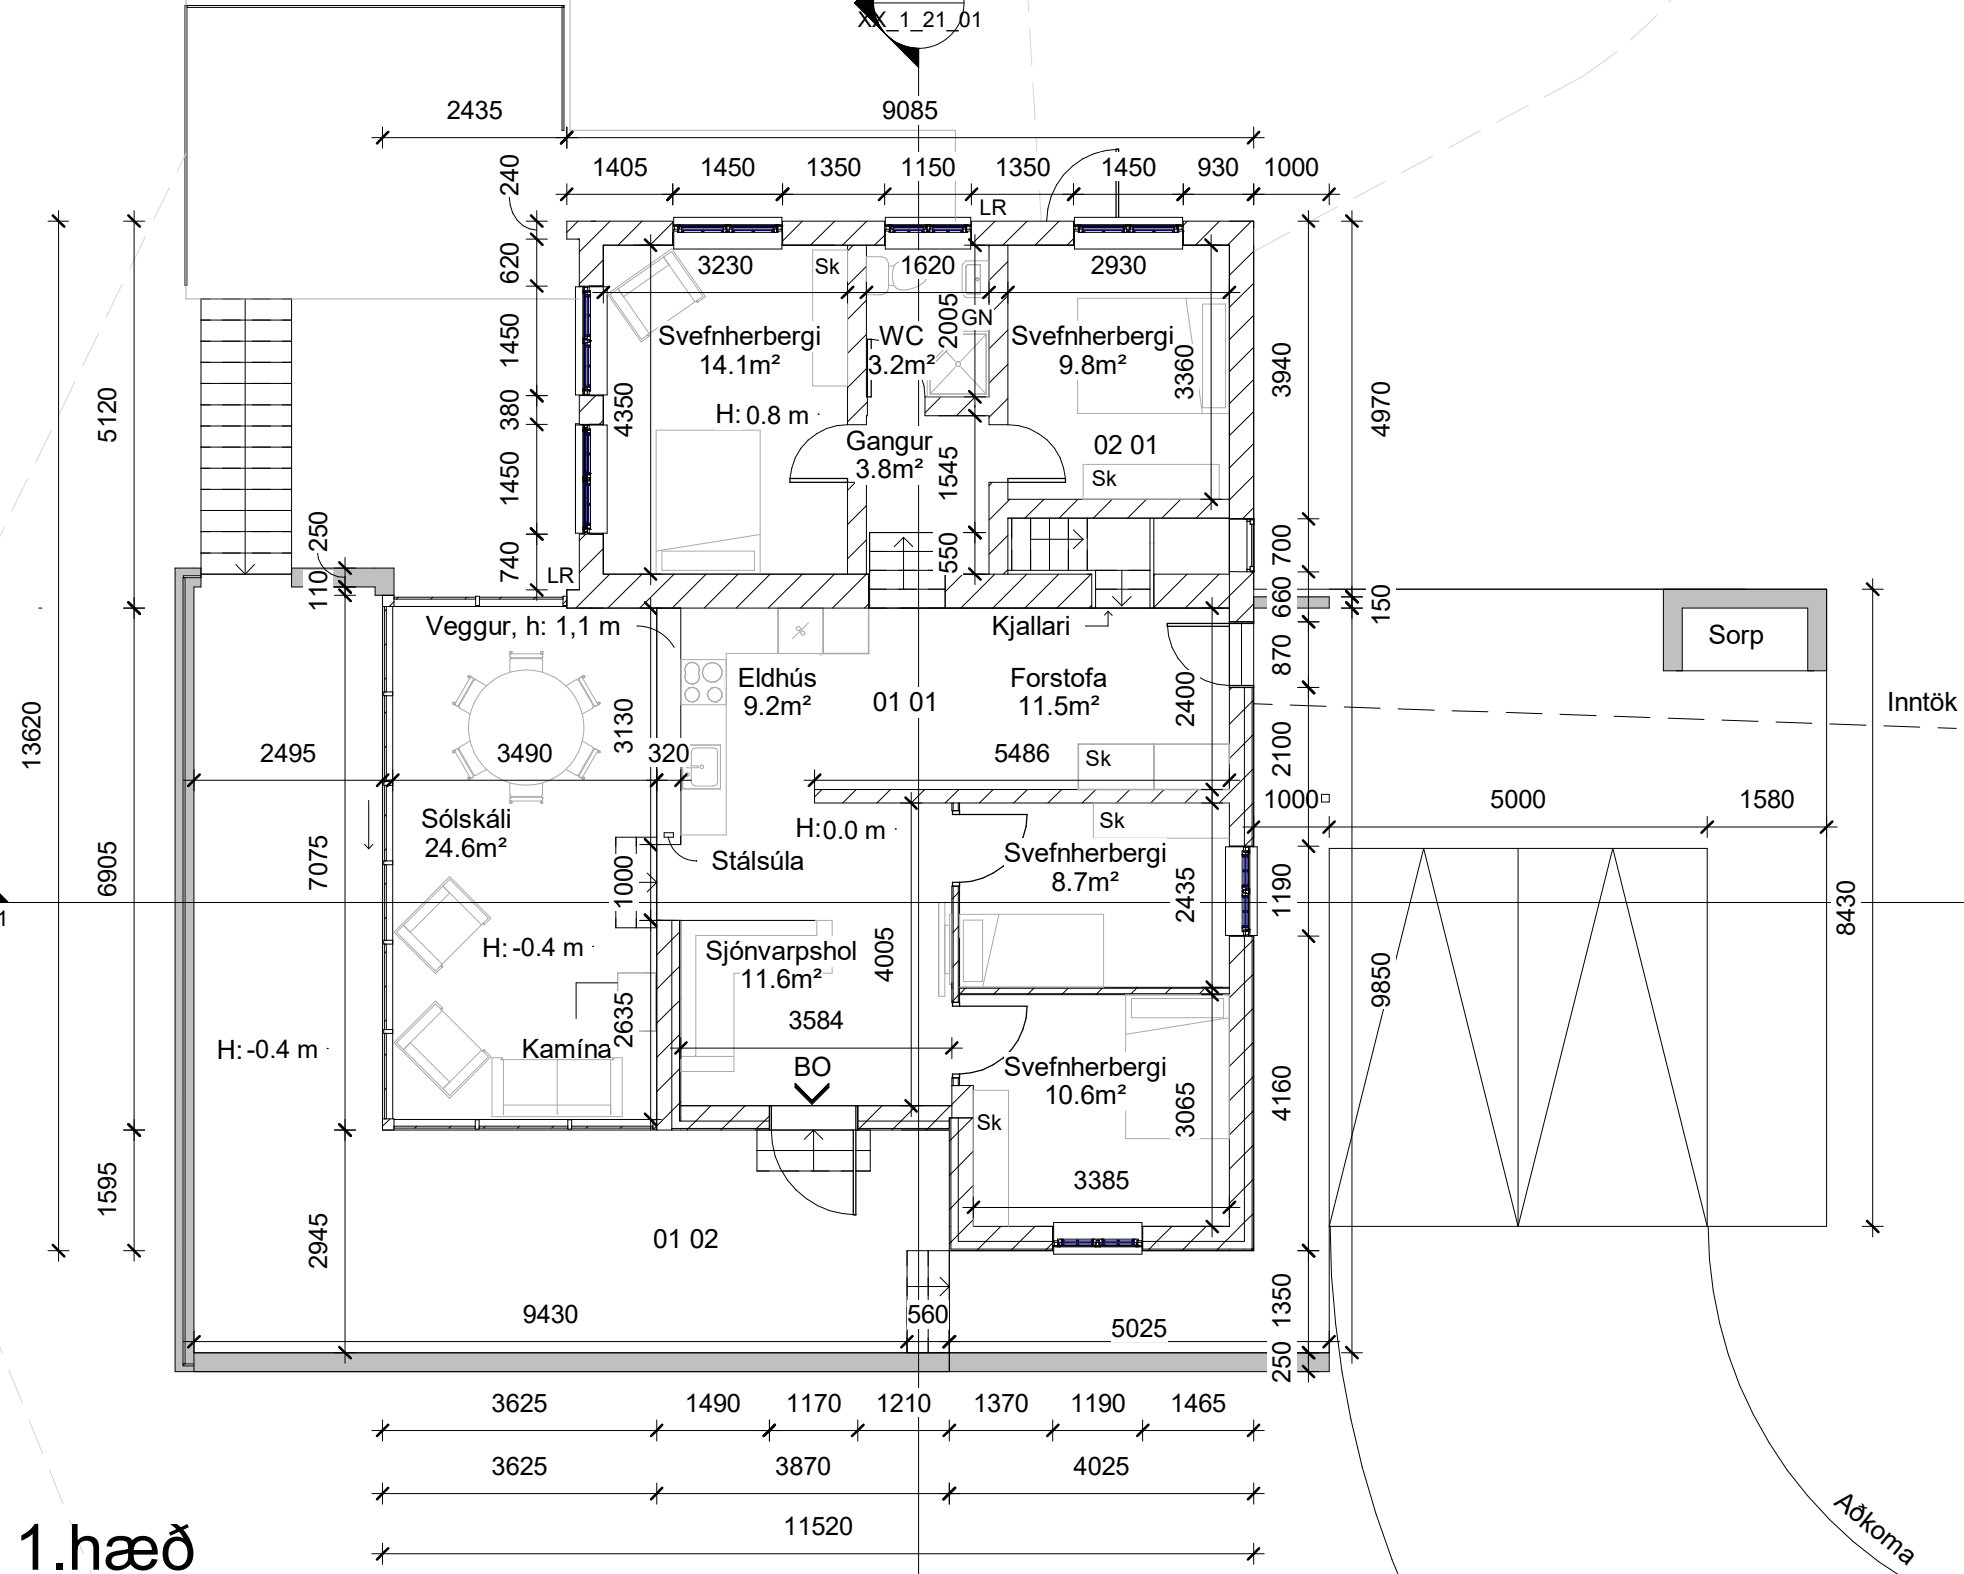 XX_1_21_01
2435
9085
240
1405
1450
1350
1150
1350
1450
930
1000
LR
620
3230
Sk
1620
2930
Svefnherbergi
14.1m²
WC
3.2m²
2005
GN
Svefnherbergi
9.8m²
3360
1450
3940
380
4350
H: 0.8 m
4970
5120
Gangur
3.8m²
1545
02 01
Sk
1450
250
740
550
700
LR
110
660
150
Veggur, h: 1,1 m
Kjallari
Sorp
870
Eldhús
9.2m²
01 01
Forstofa
11.5m²
2400
Inntök
13620
3130
2495
3490
320
5486
Sk
2100
1000
5000
1580
Sólskáli
24.6m²
H: 0.0 m
Sk
Svefnherbergi
8.7m²
6905
7075
Stálsúla
1000
2435
1190
8430
1
H: -0.4 m
Sjónvarpshol
11.6m²
4005
9850
2635
3584
H: -0.4 m
Kamína
BO
Svefnherbergi
10.6m²
3065
4160
Sk
1595
3385
2945
01 02
1350
9430
560
5025
250
3625
1490
1170
1210
1370
1190
1465
3625
3870
4025
11520
1.hæð
Aðkoma